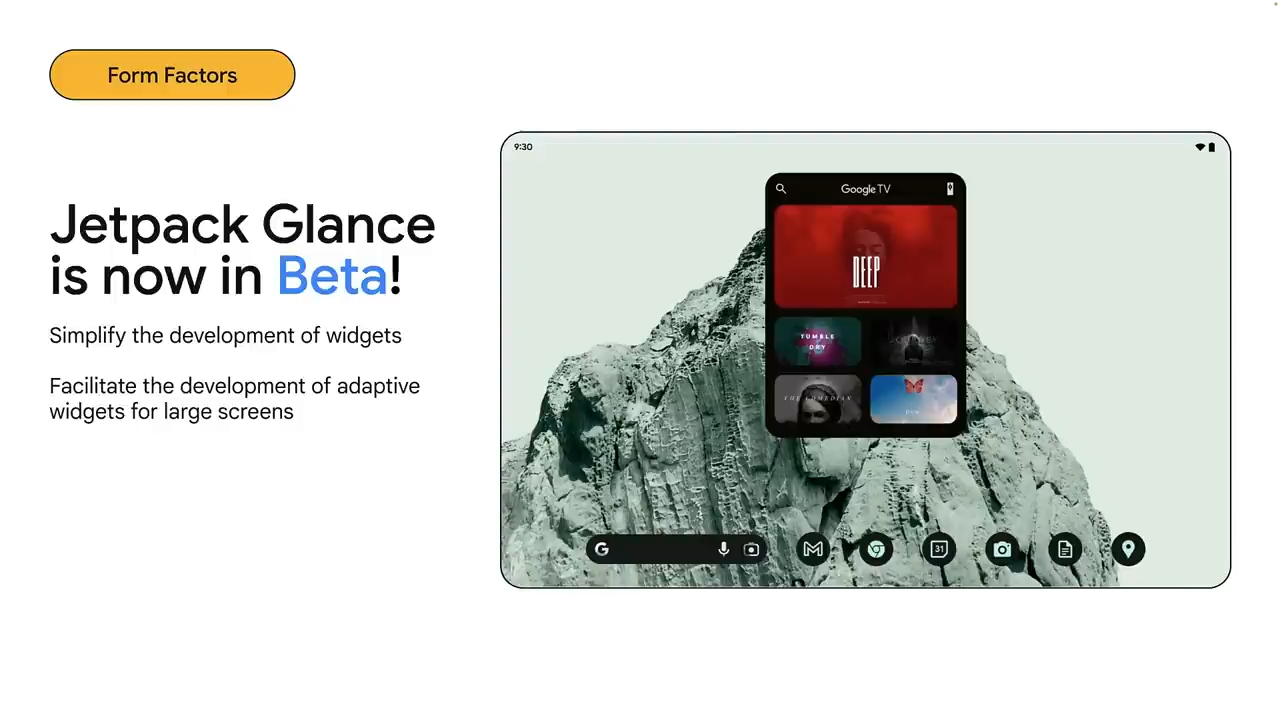 Form Factors
Jetpack Glance
is now in Beta!
Simplify the development of widgets
Facilitate the development of adaptive
widgets for large screens
9:30
Google TV
DEEP
TUMBLE
DRY
THE COMEDIAN
G
31